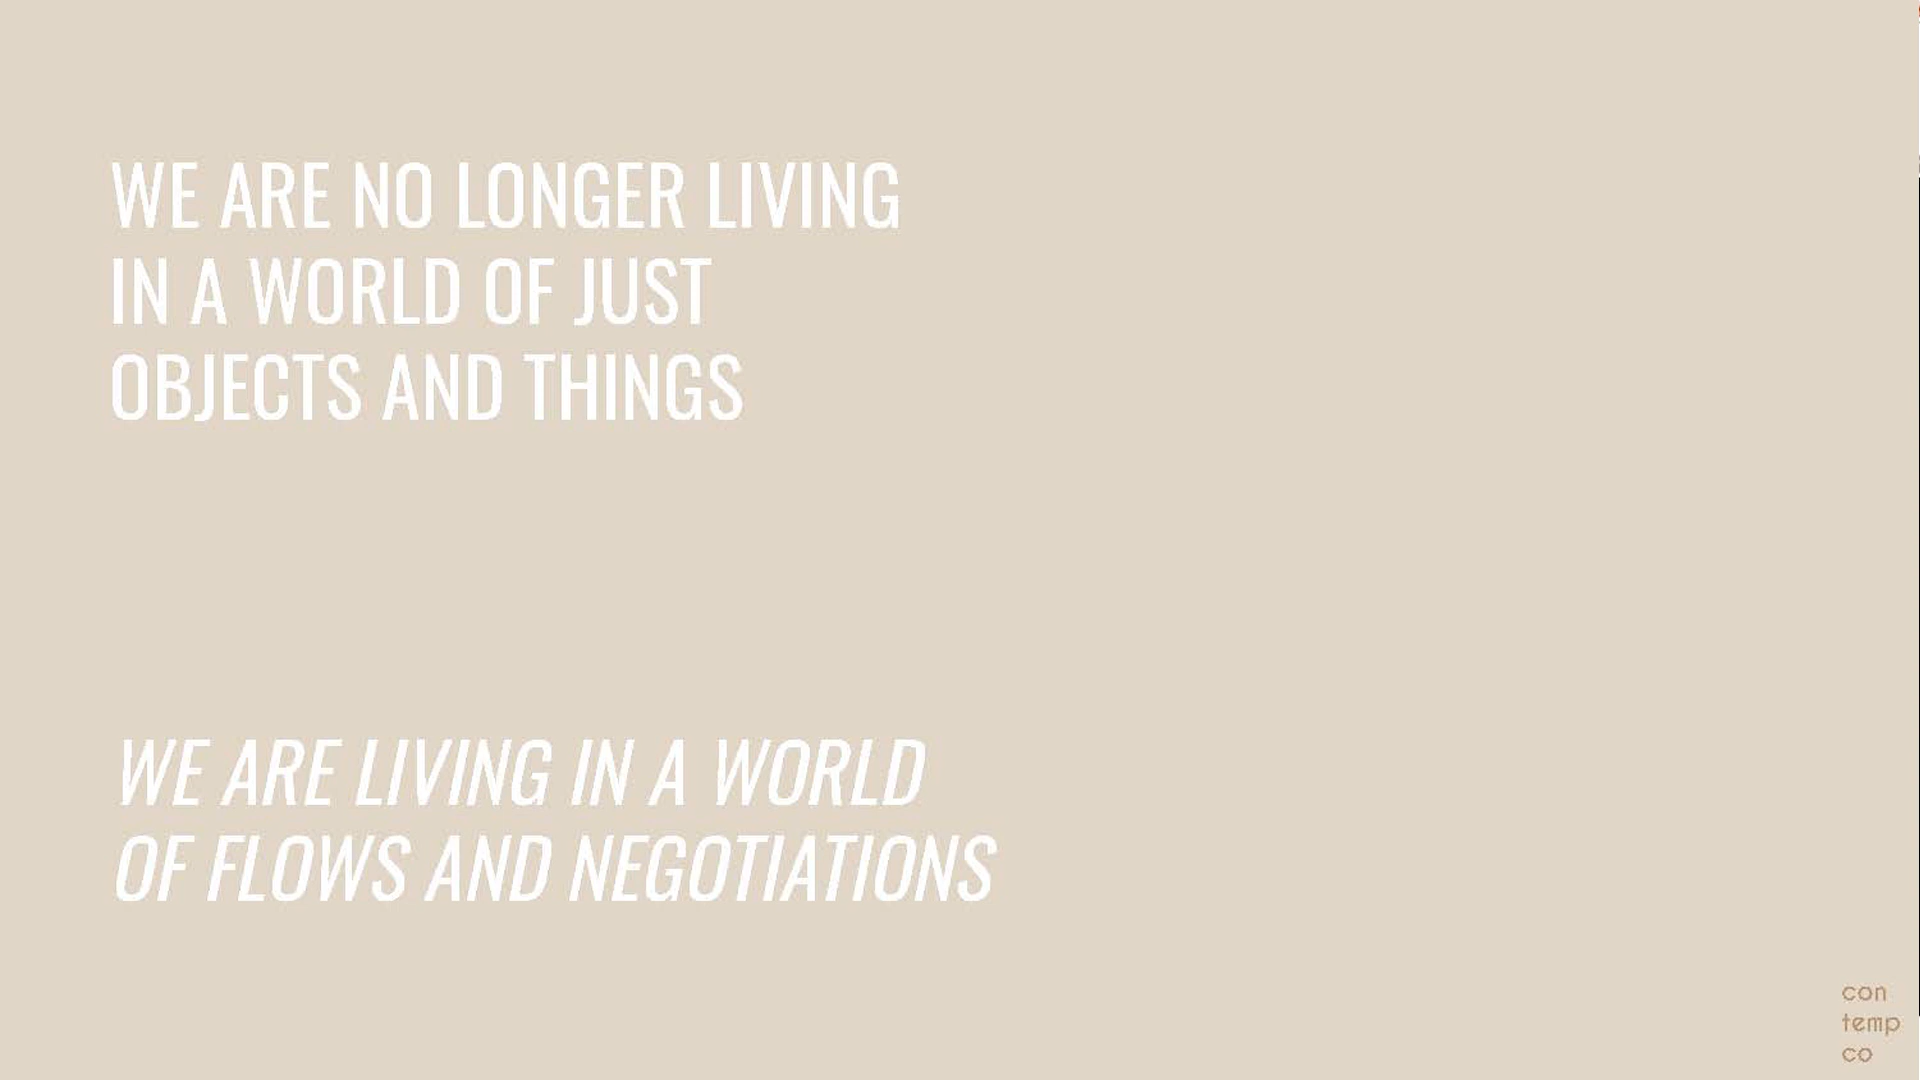 WE ARE NO LONGER LIVING
IN A WORLD OF JUST
OBJECTS AND THINGS
WE ARE LIVING IN A WORLD
OF FLOWS AND NEGOTIATIONS
con
temp
co